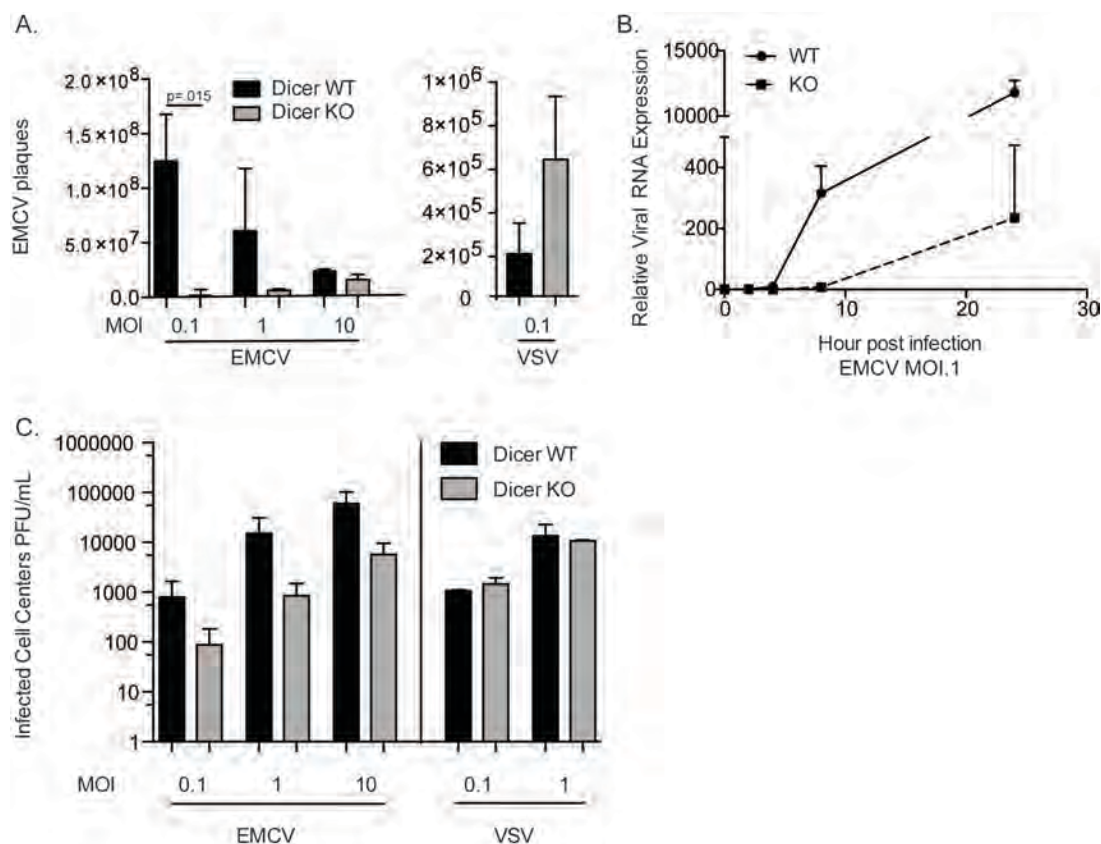 A.
EMCV plaques
2.0×10⁸
1.5×10⁸
1.0×10⁸
5.0×10⁷
0.0
p=.015
Dicer WT
Dicer KO
MOI 0.1 1 10
EMCV
1×10⁶
8×10⁵
6×10⁵
4×10⁵
2×10⁵
0
0.1
VSV
B.
Relative Viral RNA Expression
15000
10000
400
200
0
WT
KO
0 10 20 30
Hour post infection
EMCV MOI.1
C.
Infected Cell Centers PFU/mL
1000000
100000
10000
1000
100
10
1
Dicer WT
Dicer KO
MOI 0.1 1 10 0.1 1
EMCV VSV